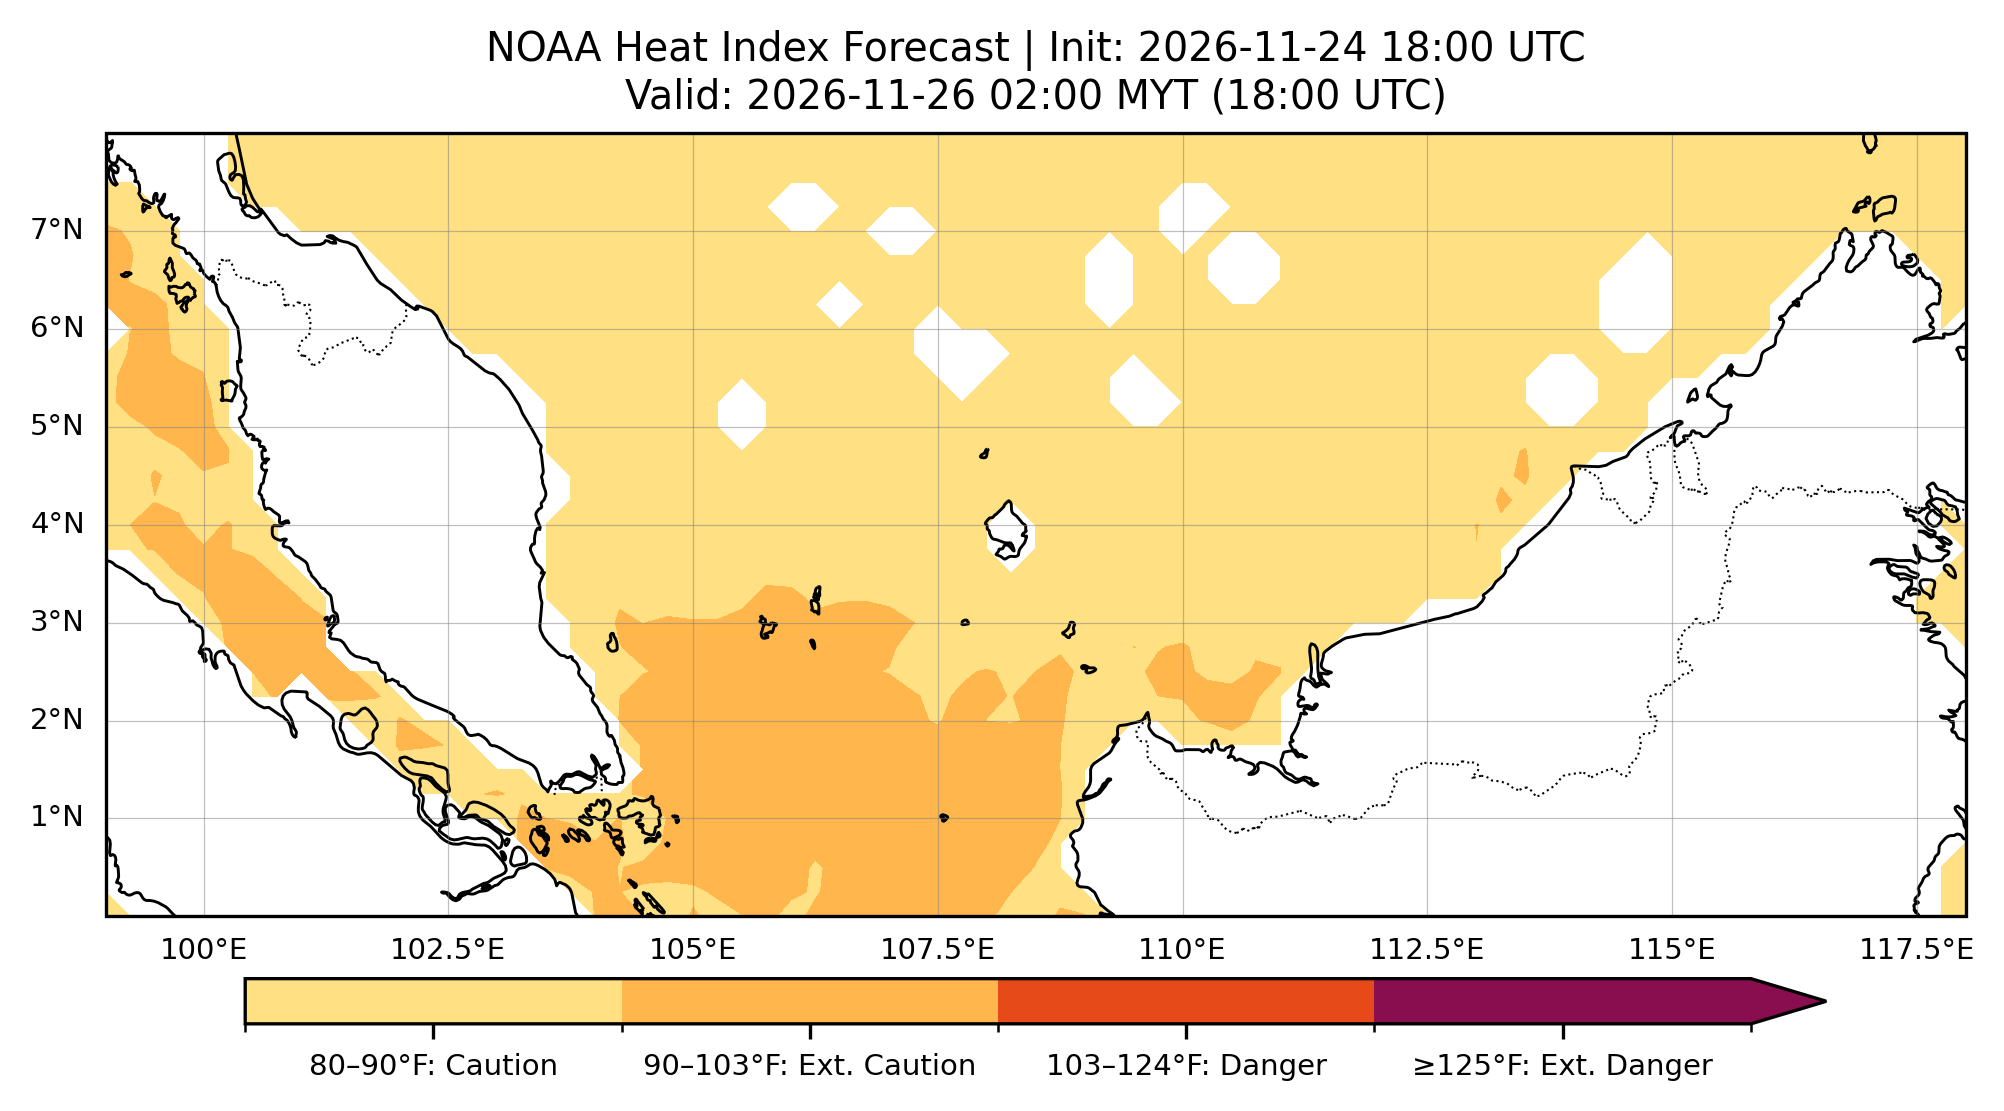 NOAA Heat Index Forecast | Init: 2026-11-24 18:00 UTC
Valid: 2026-11-26 02:00 MYT (18:00 UTC)
7°N
6°N
5°N
4°N
3°N
2°N
1°N
100°E 102.5°E 105°E 107.5°E 110°E 112.5°E 115°E 117.5°E
80–90°F: Caution 90–103°F: Ext. Caution 103–124°F: Danger ≥125°F: Ext. Danger